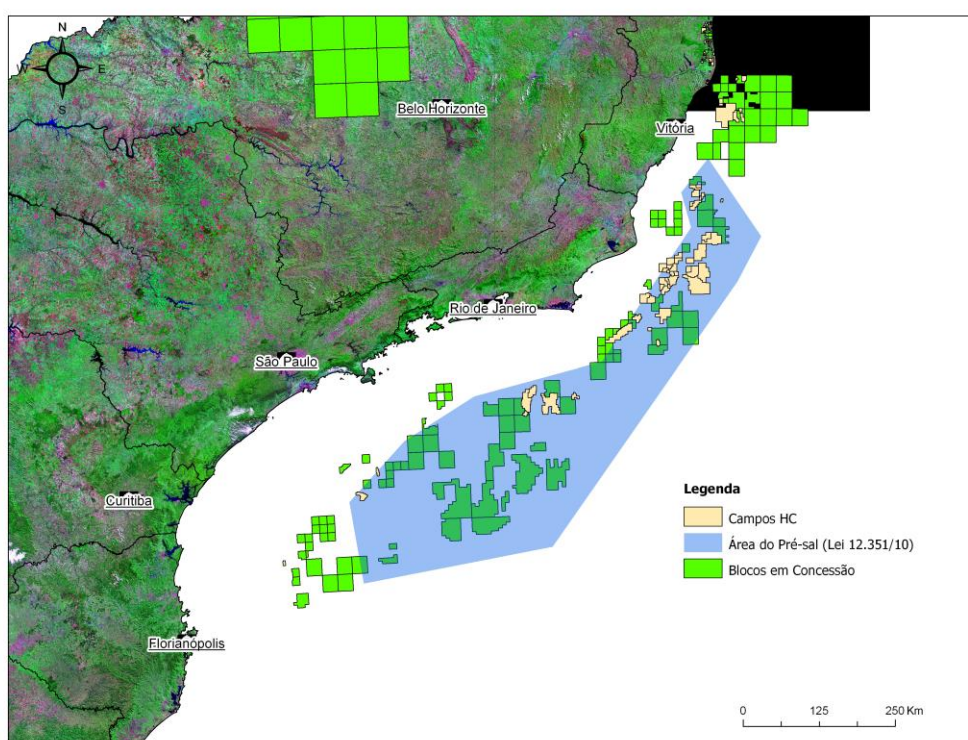 N
W
E
S
Belo Horizonte
Vitória
Rio de Janeiro
São Paulo
Curitiba
Florianópolis
Legenda
Campos HC
Área do Pré-sal (Lei 12.351/10)
Blocos em Concessão
0 125 250 Km